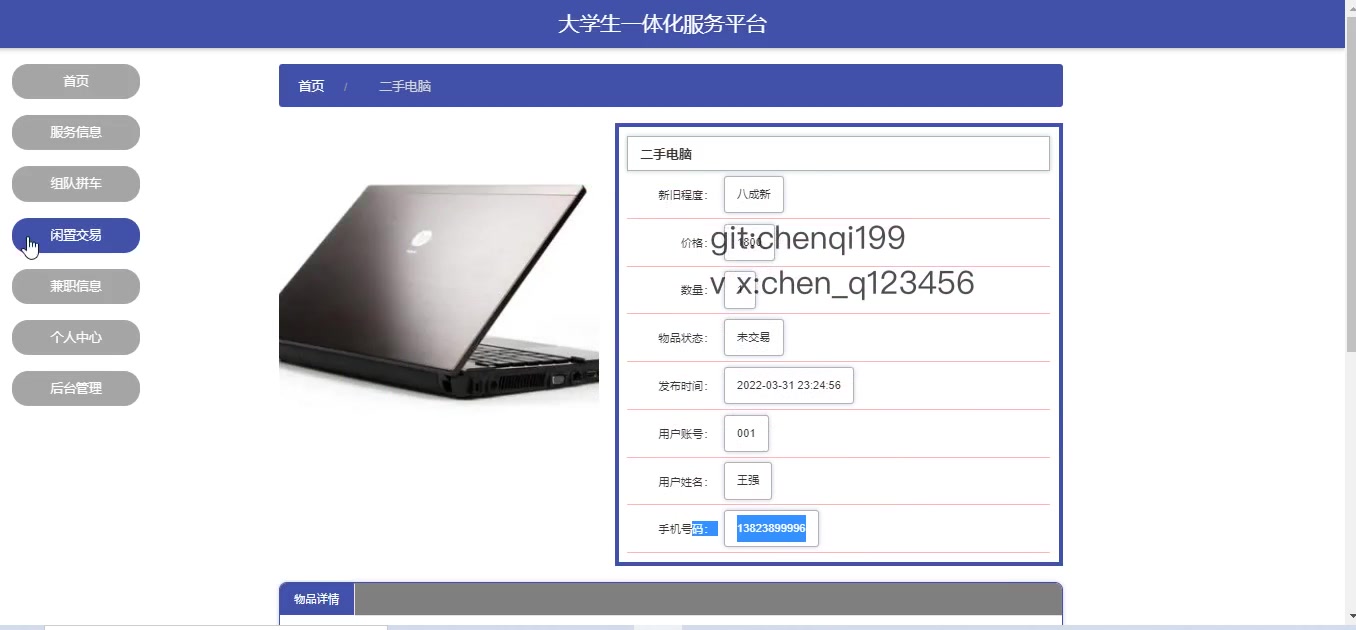 大学生一体化服务平台
首页
服务信息
组队拼车
闲置交易
兼职信息
个人中心
后台管理
首页 / 二手电脑
二手电脑
新旧程度： 八成新
价格：
git:chenqi199
数量：
v x:chen_q123456
物品状态： 未交易
发布时间： 2022-03-31 23:24:56
用户账号： 001
用户姓名： 王强
手机号码： 13823899996
物品详情